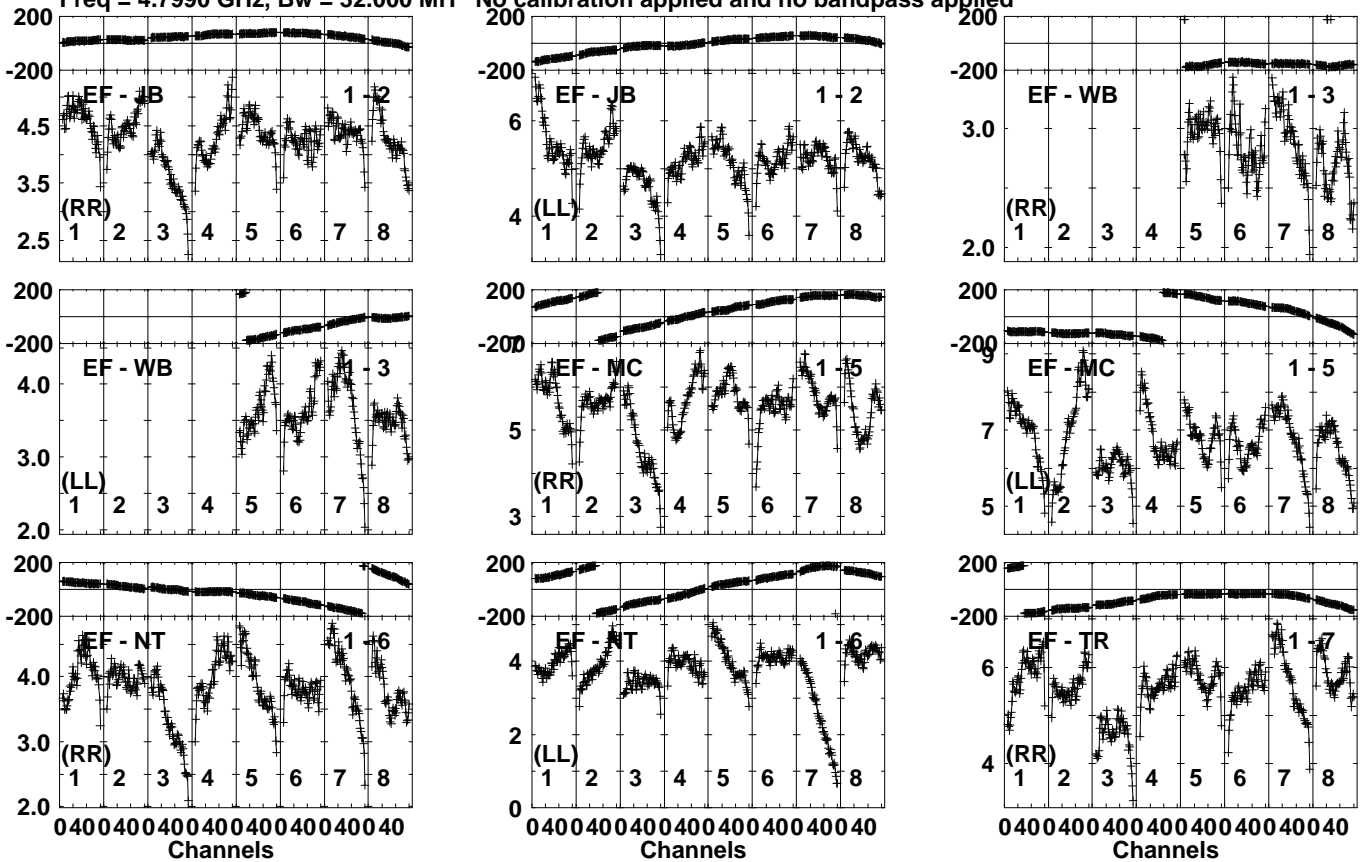 Freq = 4.7990 GHz, Bw = 32.000 MH No calibration applied and no bandpass applied
200 200 200
-200 -200 -200
EF - JB 1 - 2 EF - JB 1 - 2 EF - WB 1 - 3
4.5 6 3.0
3.5
(RR) (LL) 4 (RR)
1 2 3 4 5 6 7 8 1 2 3 4 5 6 7 8 1 2 3 4 5 6 7 8
2.5 2.0
200 200 200
-200 -200 -200
7 9
EF - WB 1 - 3 EF - MC 1 - 5 EF - MC 1 - 5
4.0
5 7
3.0
(LL) (RR) (LL)
1 2 3 4 5 6 7 8 1 2 3 4 5 6 7 8 5 1 2 3 4 5 6 7 8
2.0 3
200 200 200
-200 -200 -200
EF - NT 1 - 6 EF - NT 1 - 6 EF - TR 1 - 7
4.0 4 6
3.0
(RR) 2 (LL) (RR)
4
1 2 3 4 5 6 7 8 1 2 3 4 5 6 7 8 1 2 3 4 5 6 7 8
2.0 0
0 40 0 40 0 40 0 40 0 40 0 40 0 40 0 40 0 40 0 40 0 40 0 40 0 40 0 40 0 40 0 40 0 40 0 40 0 40 0 40 0 40 0 40 0 40 0 40
Channels Channels Channels